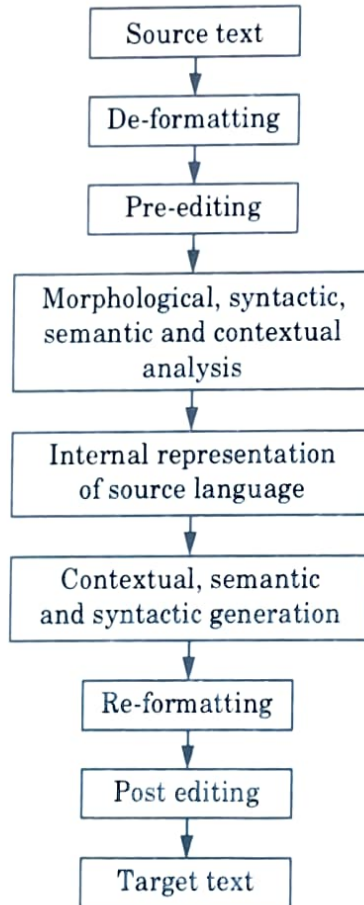 Source text
De-formatting
Pre-editing
Morphological, syntactic,
semantic and contextual
analysis
Internal representation
of source language
Contextual, semantic
and syntactic generation
Re-formatting
Post editing
Target text